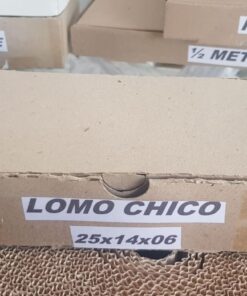 ½ MET
LOMO CHICO
25x14x06